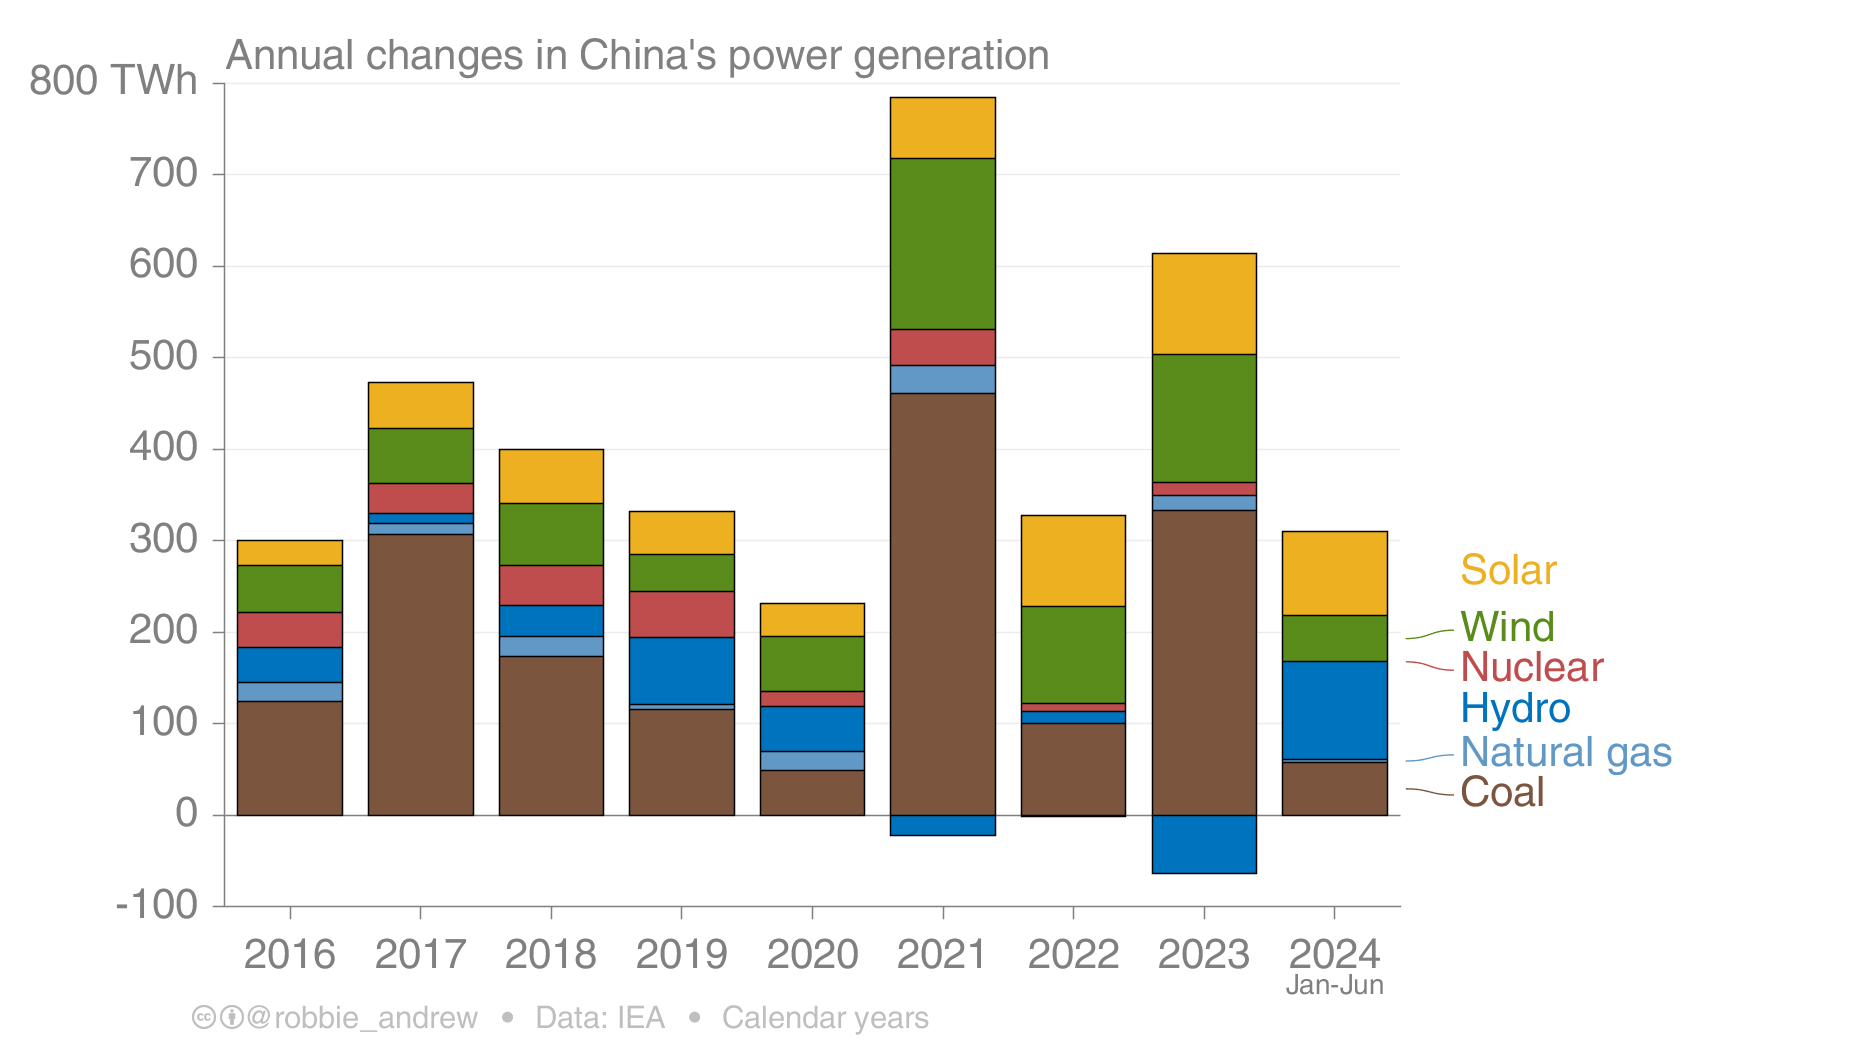 Annual changes in China's power generation
800 TWh
700
600
500
400
300
200
100
0
-100
Solar
Wind
Nuclear
Hydro
Natural gas
Coal
2016 2017 2018 2019 2020 2021 2022 2023 2024
Jan-Jun
cc @robbie_andrew • Data: IEA • Calendar years